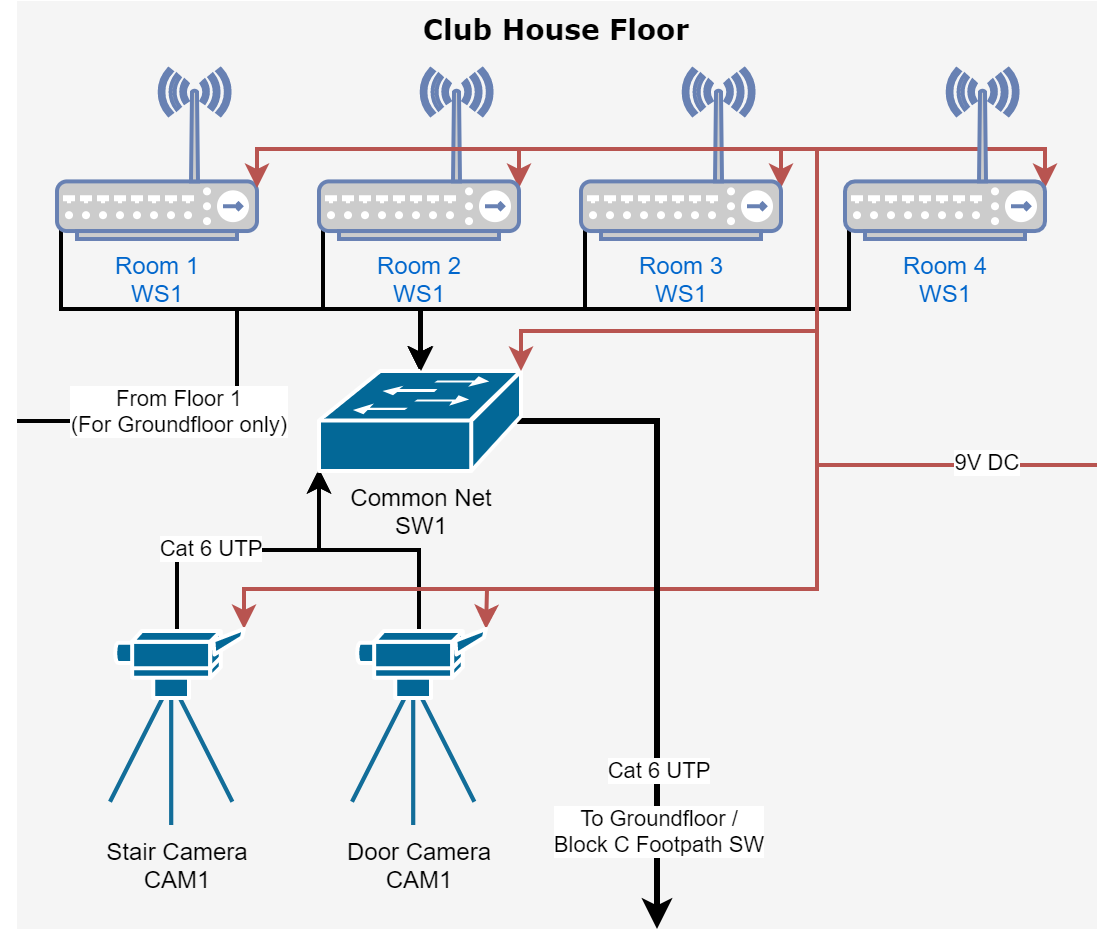 Club House Floor
Room 1
WS1
Room 2
WS1
Room 3
WS1
Room 4
WS1
From Floor 1
(For Groundfloor only)
9V DC
Common Net
SW1
Cat 6 UTP
Cat 6 UTP
To Groundfloor /
Block C Footpath SW
Stair Camera
CAM1
Door Camera
CAM1